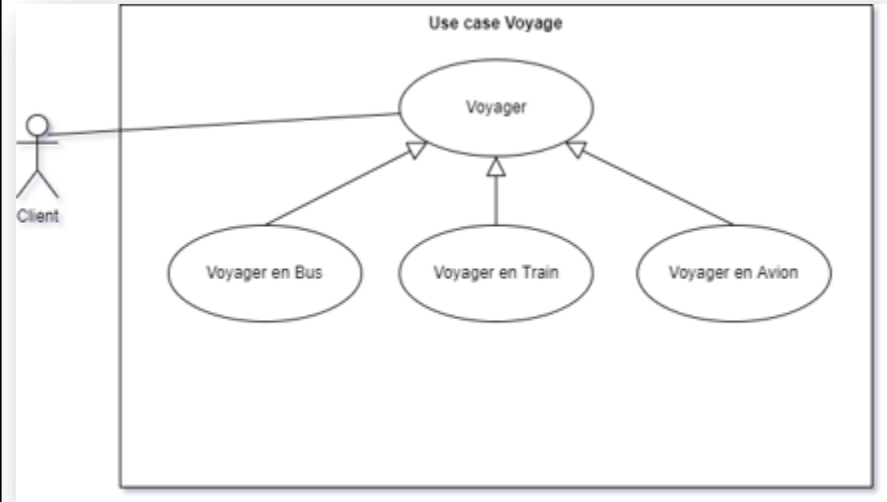 Use case Voyage
Voyager
Client
Voyager en Bus
Voyager en Train
Voyager en Avion